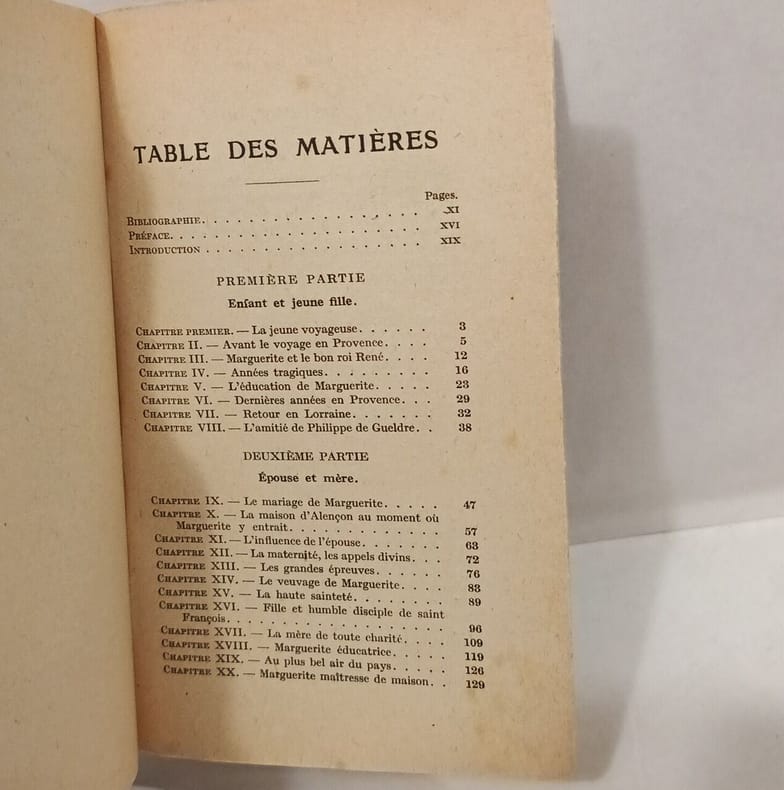 TABLE DES MATIÈRES
Pages.
BIBLIOGRAPHIE. . . . . . . . . . . . . . . . . XI
PRÉFACE. . . . . . . . . . . . . . . . . . . XVI
INTRODUCTION . . . . . . . . . . . . . . . . XIX
PREMIÈRE PARTIE
Enfant et jeune fille.
CHAPITRE PREMIER. — La jeune voyageuse. . . . . . 3
CHAPITRE II. — Avant le voyage en Provence. . . . 5
CHAPITRE III. — Marguerite et le bon roi René. . . . 12
CHAPITRE IV. — Années tragiques. . . . . . . . . 16
CHAPITRE V. — L'éducation de Marguerite. . . . . 23
CHAPITRE VI. — Dernières années en Provence. . . 29
CHAPITRE VII. — Retour en Lorraine. . . . . . . 32
CHAPITRE VIII. — L'amitié de Philippe de Gueldre. . 38
DEUXIÈME PARTIE
Épouse et mère.
CHAPITRE IX. — Le mariage de Marguerite. . . . . 47
CHAPITRE X. — La maison d'Alençon au moment où
Marguerite y entrait. . . . . . . . . . . . . 57
CHAPITRE XI. — L'influence de l'épouse. . . . . . . 63
CHAPITRE XII. — La maternité, les appels divins. . . 72
CHAPITRE XIII. — Les grandes épreuves. . . . . . 76
CHAPITRE XIV. — Le veuvage de Marguerite. . . . 83
CHAPITRE XV. — La haute sainteté. . . . . . . . 89
CHAPITRE XVI. — Fille et humble disciple de saint
François. . . . . . . . . . . . . . . . . 96
CHAPITRE XVII. — La mère de toute charité. . . . 109
CHAPITRE XVIII. — Marguerite éducatrice. . . . . 119
CHAPITRE XIX. — Au plus bel air du pays. . . . . 126
CHAPITRE XX. — Marguerite maîtresse de maison. . 129